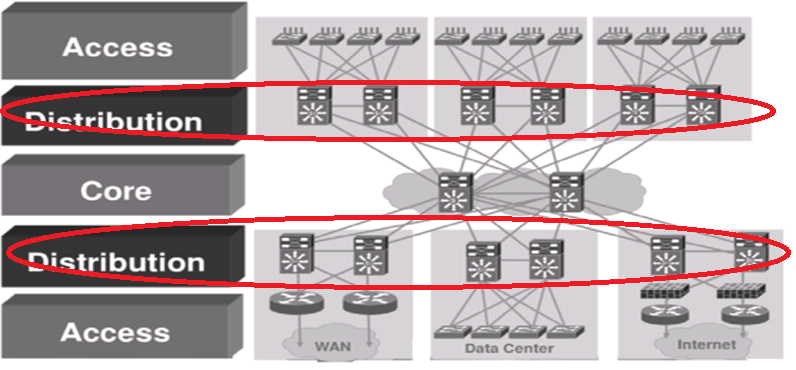 Access
Distribution
Core
Distribution
Access
WAN
Data Center
Internet